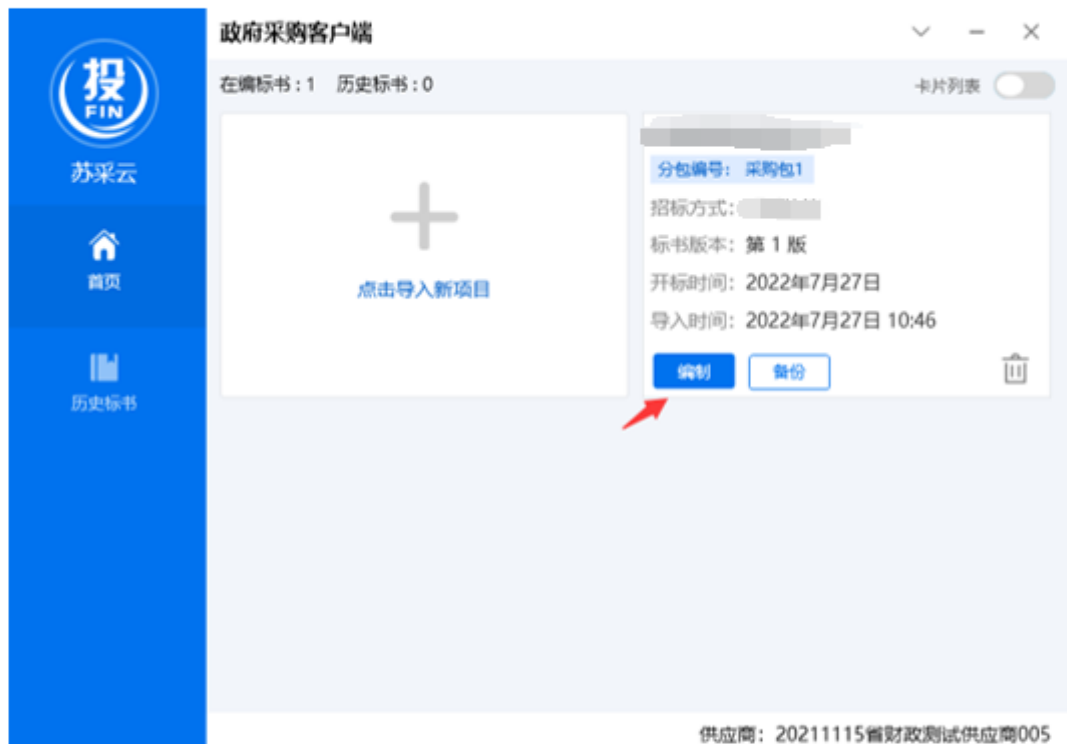 政府采购客户端
投
FIN
苏采云
首页
历史标书
在编标书：1 历史标书：0
卡片列表
点击导入新项目
分包编号： 采购包1
招标方式：
标书版本：第 1 版
开标时间：2022年7月27日
导入时间：2022年7月27日 10:46
编制
备份
供应商：20211115省财政测试供应商005